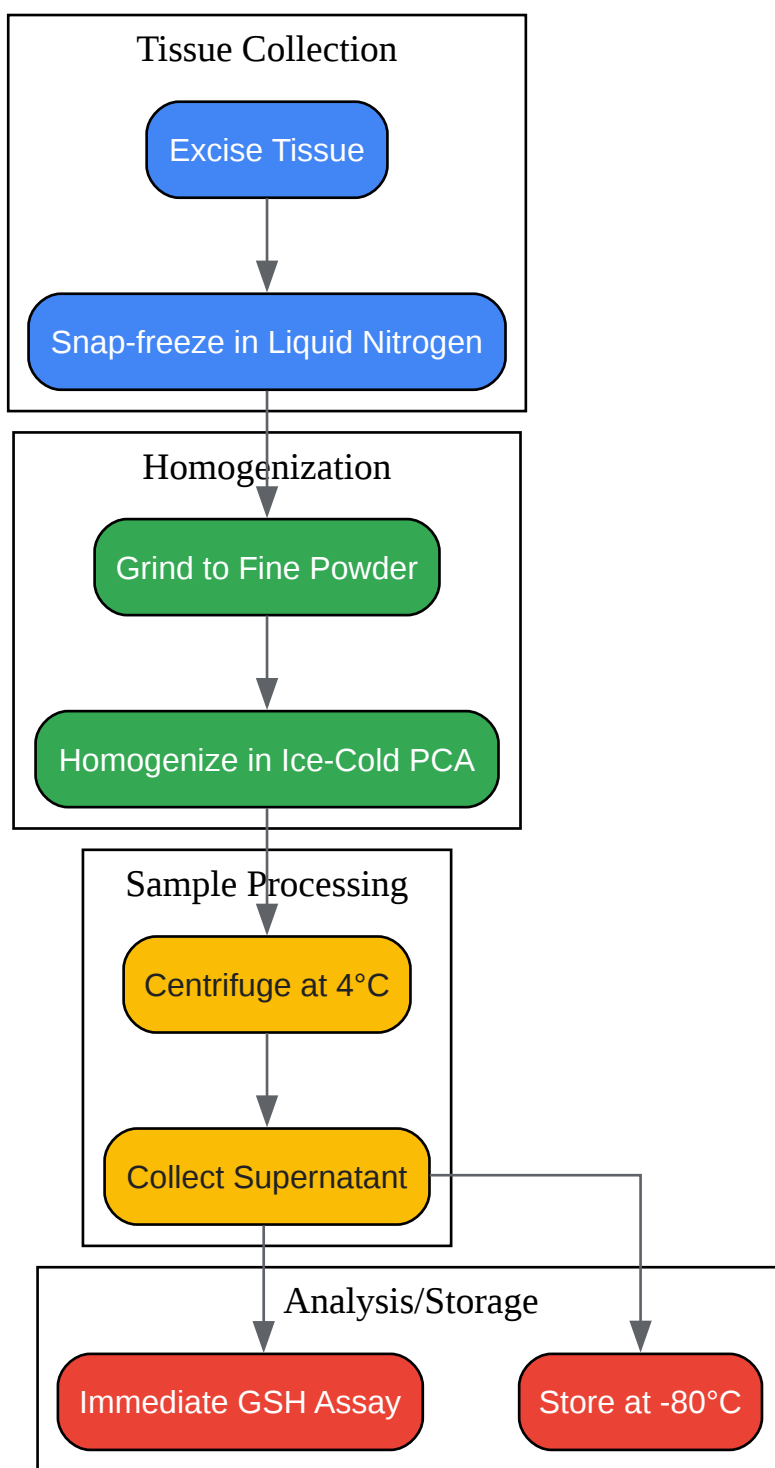 Tissue Collection
Excise Tissue
Snap-freeze in Liquid Nitrogen
Homogenization
Grind to Fine Powder
Homogenize in Ice-Cold PCA
Sample Processing
Centrifuge at 4°C
Collect Supernatant
Analysis/Storage
Immediate GSH Assay
Store at -80°C